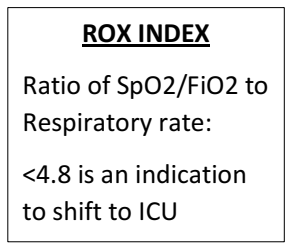 ROX INDEX
Ratio of SpO2/FiO2 to
Respiratory rate:
<4.8 is an indication
to shift to ICU